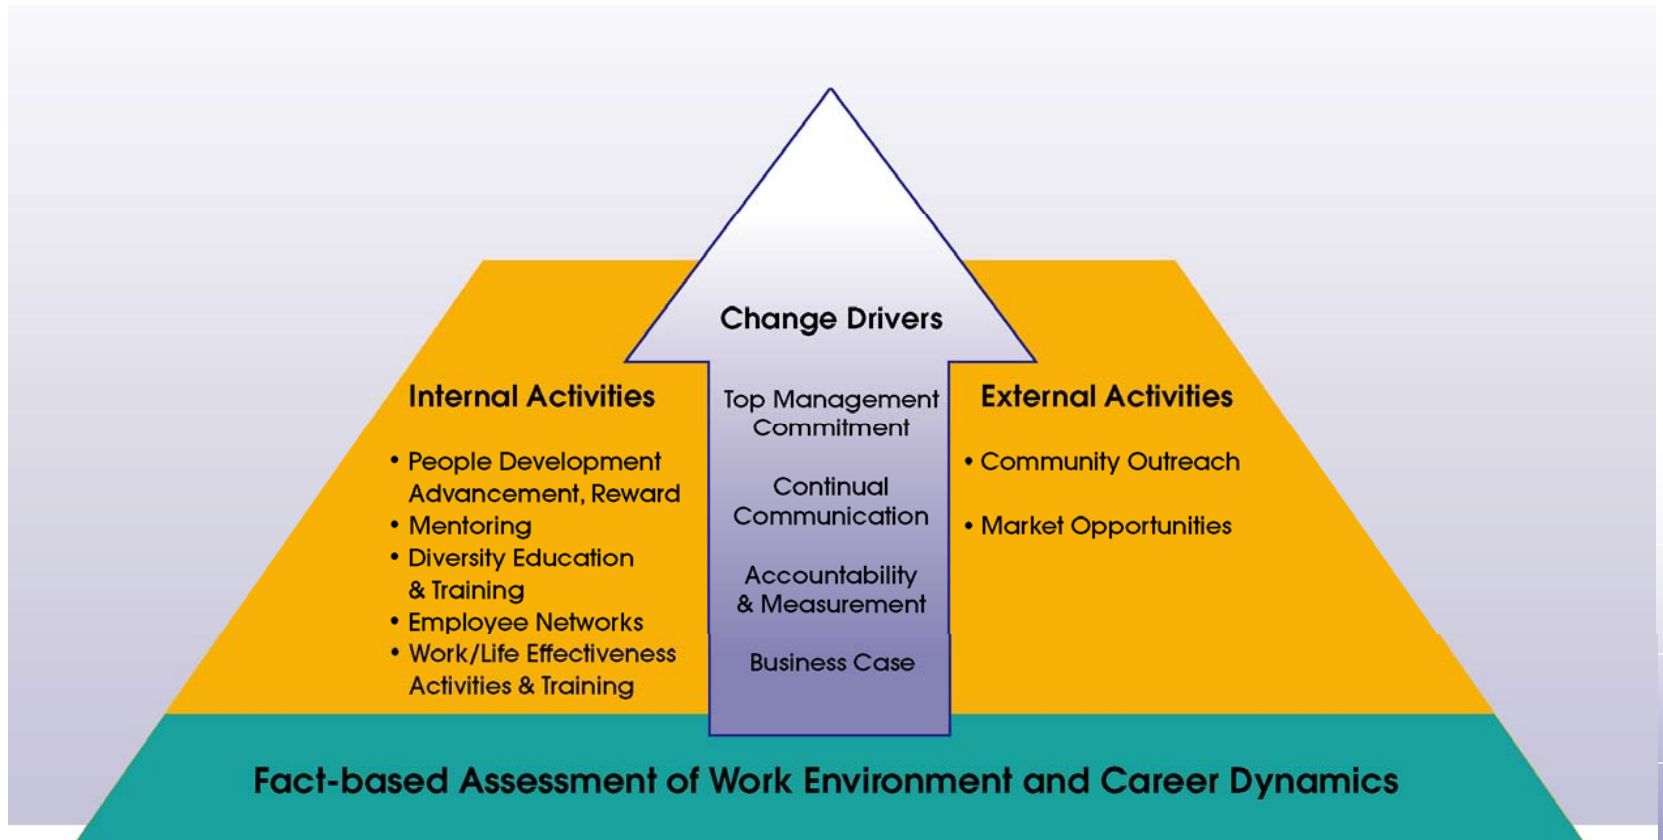 Change Drivers
Internal Activities
• People Development
Advancement, Reward
• Mentoring
• Diversity Education
& Training
• Employee Networks
• Work/Life Effectiveness
Activities & Training
Top Management
Commitment
Continual
Communication
Accountability
& Measurement
Business Case
External Activities
• Community Outreach
• Market Opportunities
Fact-based Assessment of Work Environment and Career Dynamics